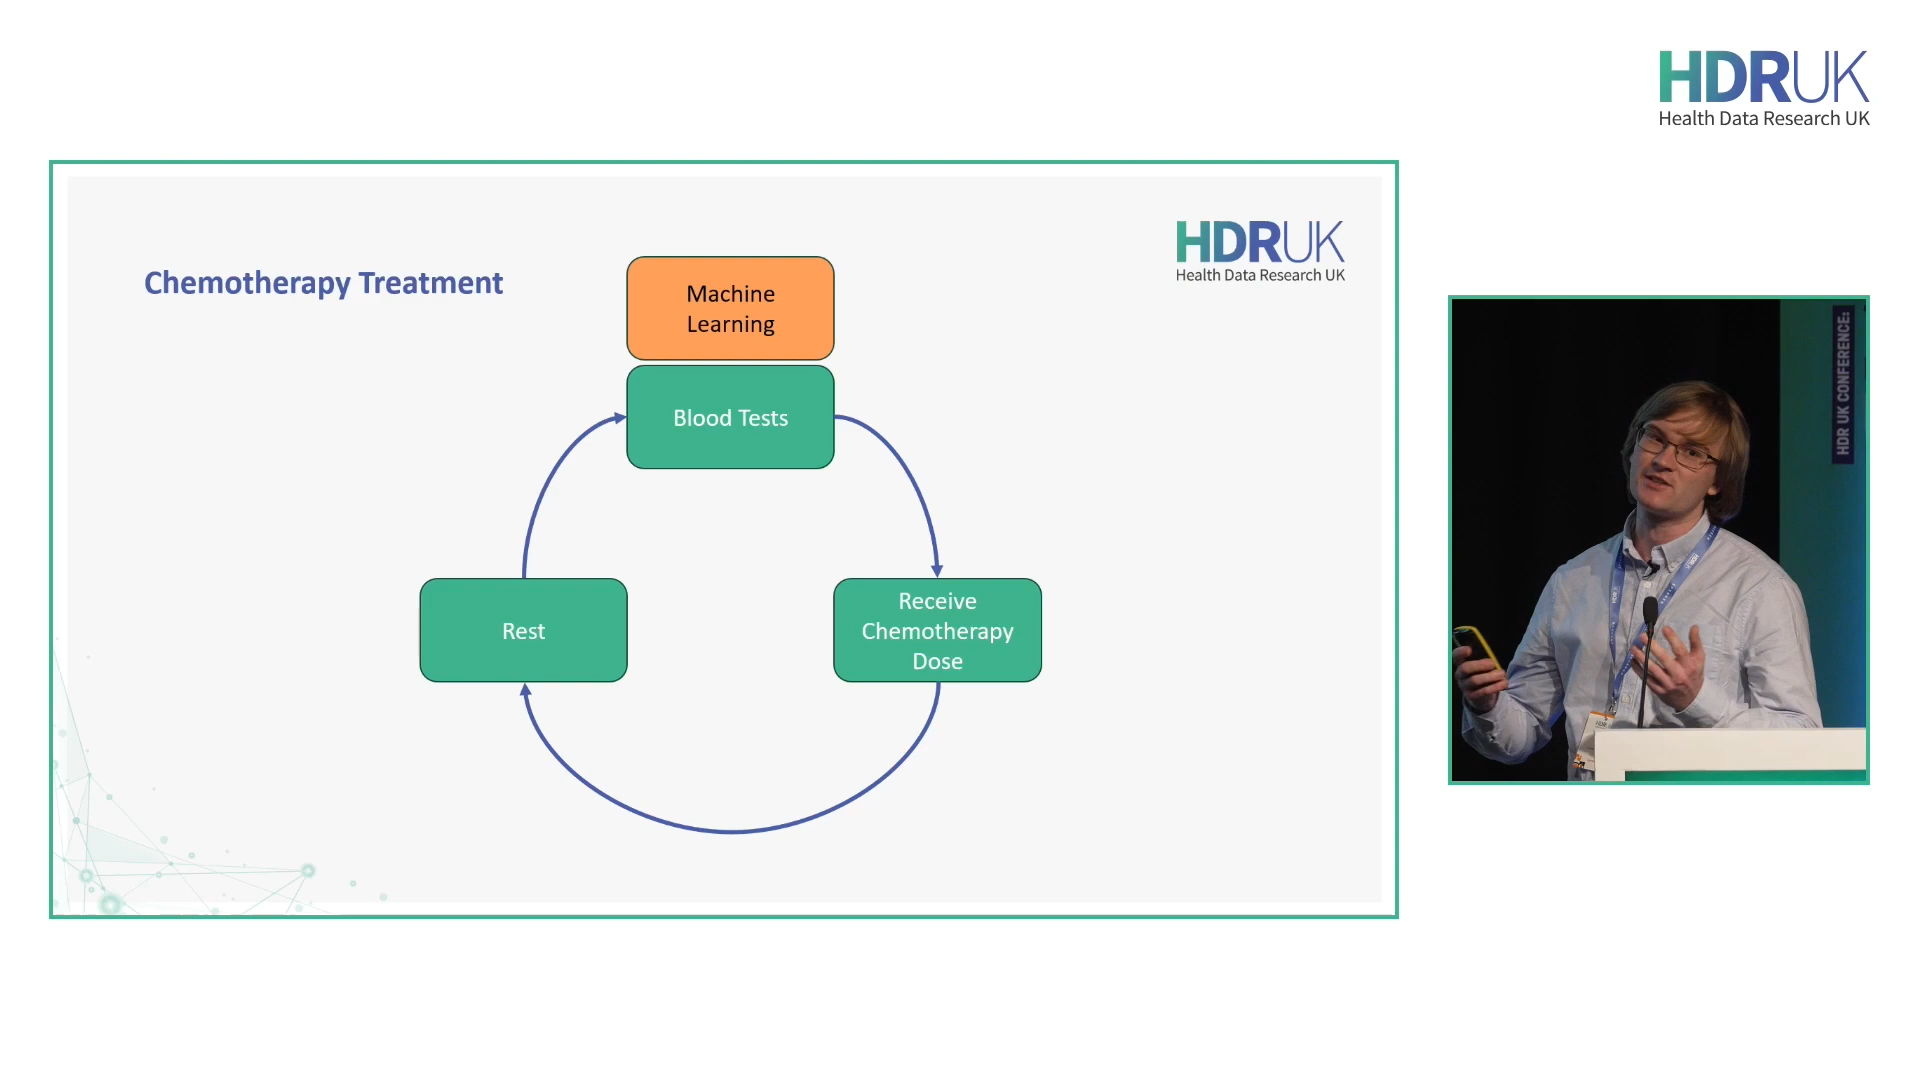 HDRUK
Health Data Research UK
HDRUK
Health Data Research UK
Chemotherapy Treatment
Machine
Learning
Blood Tests
Rest
Receive
Chemotherapy
Dose
HDR UK CONFERENCE: